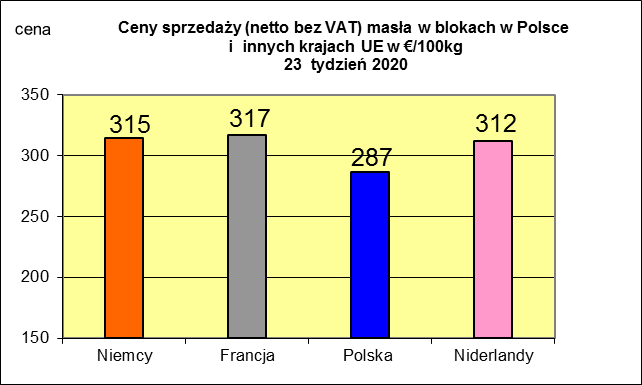 cena
Ceny sprzedaży (netto bez VAT) masła w blokach w Polsce
i innych krajach UE w €/100kg
23 tydzień 2020
350
300
250
200
150
315
317
287
312
Niemcy
Francja
Polska
Niderlandy